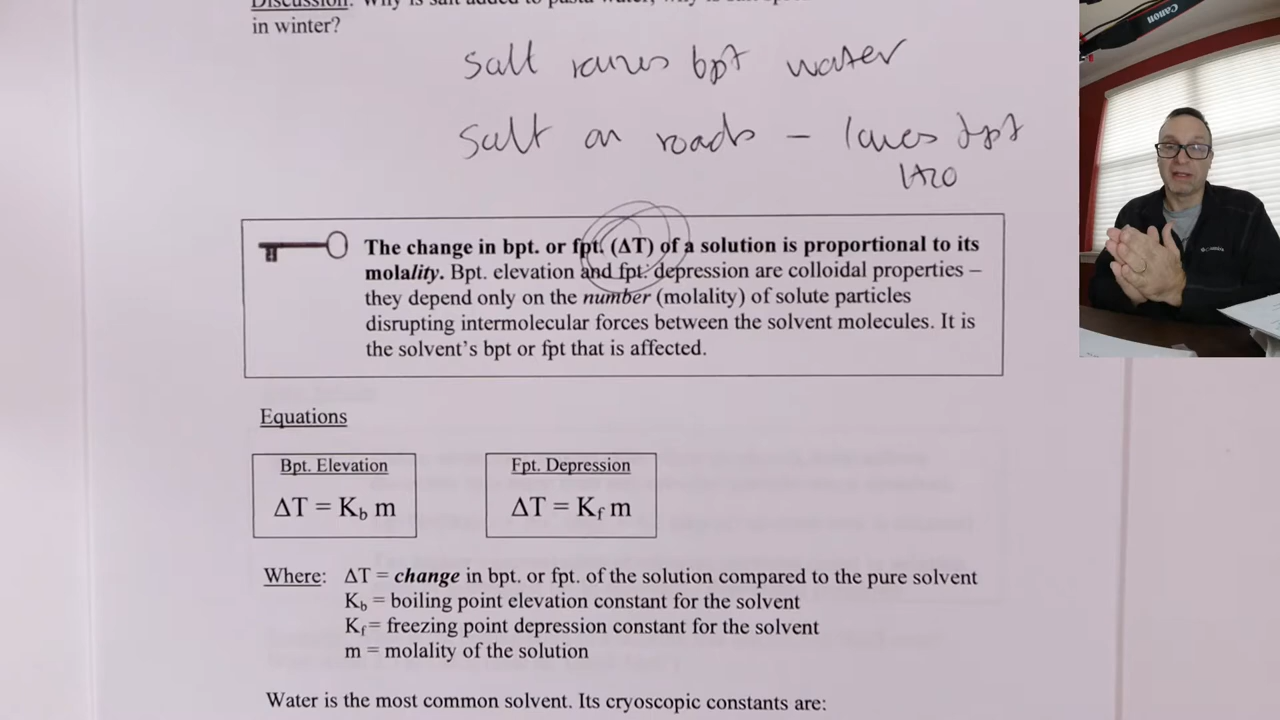 in winter?
salt raises bpt water
salt on roads – lowers fpt
H2O
The change in bpt. or fpt. (ΔT) of a solution is proportional to its
molality. Bpt. elevation and fpt. depression are colloidal properties –
they depend only on the number (molality) of solute particles
disrupting intermolecular forces between the solvent molecules. It is
the solvent's bpt or fpt that is affected.
Equations
Bpt. Elevation
ΔT = Kb m
Fpt. Depression
ΔT = Kf m
Where: ΔT = change in bpt. or fpt. of the solution compared to the pure solvent
Kb = boiling point elevation constant for the solvent
Kf = freezing point depression constant for the solvent
m = molality of the solution
Water is the most common solvent. Its cryoscopic constants are:
Canon
Columbia